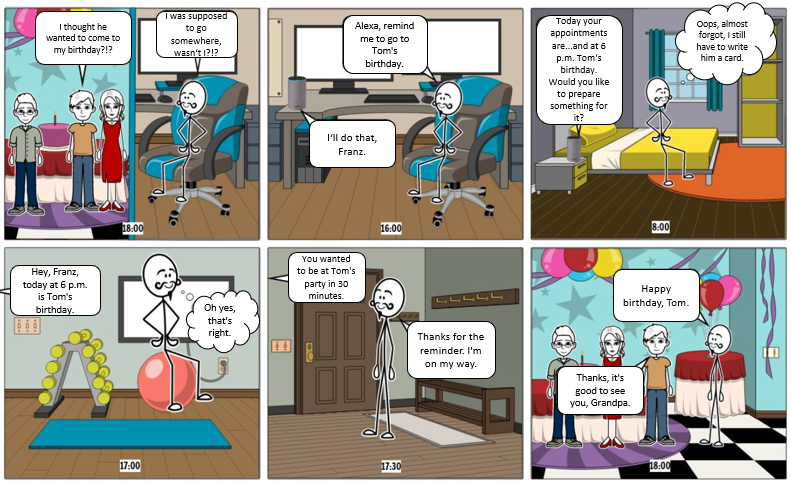 I thought he
wanted to come to
my birthday?!?
I was supposed
to go
somewhere,
wasn't I?!?
18:00
Alexa, remind
me to go to
Tom's
birthday.
I'll do that,
Franz.
16:00
Today your
appointments
are...and at 6
p.m. Tom's
birthday.
Would you like
to prepare
something for
it?
Oops, almost
forgot, I still
have to write
him a card.
8:00
Hey, Franz,
today at 6 p.m.
is Tom's
birthday.
Oh yes,
that's
right.
17:00
You wanted
to be at Tom's
party in 30
minutes.
Thanks for the
reminder. I'm
on my way.
17:30
Happy
birthday, Tom.
Thanks, it's
good to see
you, Grandpa.
18:00